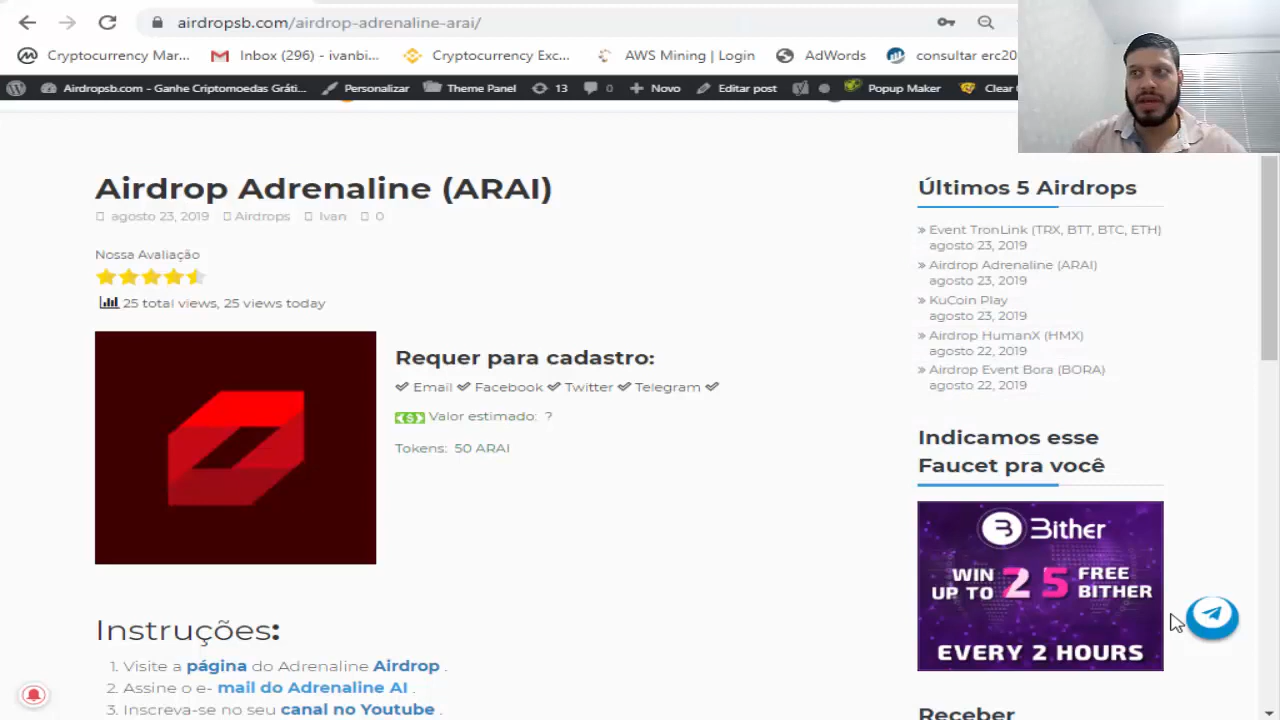 airdropsb.com/airdrop-adrenaline-arai/
Cryptocurrency Mar... Inbox (296) - ivanbi... Cryptocurrency Exc... AWS Mining | Login AdWords consultar erc20
Airdropsb.com - Ganhe Criptomoedas Gráti... Personalizar Theme Panel 13 0 Novo Editar post Popup Maker Clear
Airdrop Adrenaline (ARAI)
agosto 23, 2019 Airdrops Ivan 0
Nossa Avaliação
25 total views, 25 views today
Requer para cadastro:
Email Facebook Twitter Telegram
Valor estimado: ?
Tokens: 50 ARAI
Instruções:
1. Visite a página do Adrenaline Airdrop .
2. Assine o e- mail do Adrenaline AI .
3. Inscreva-se no seu canal no Youtube .
Últimos 5 Airdrops
» Event TronLink (TRX, BTT, BTC, ETH)
agosto 23, 2019
» Airdrop Adrenaline (ARAI)
agosto 23, 2019
» KuCoin Play
agosto 23, 2019
» Airdrop HumanX (HMX)
agosto 22, 2019
» Airdrop Event Bora (BORA)
agosto 22, 2019
Indicamos esse
Faucet pra você
Bither
WIN UP TO 25 FREE BITHER
EVERY 2 HOURS
Receber